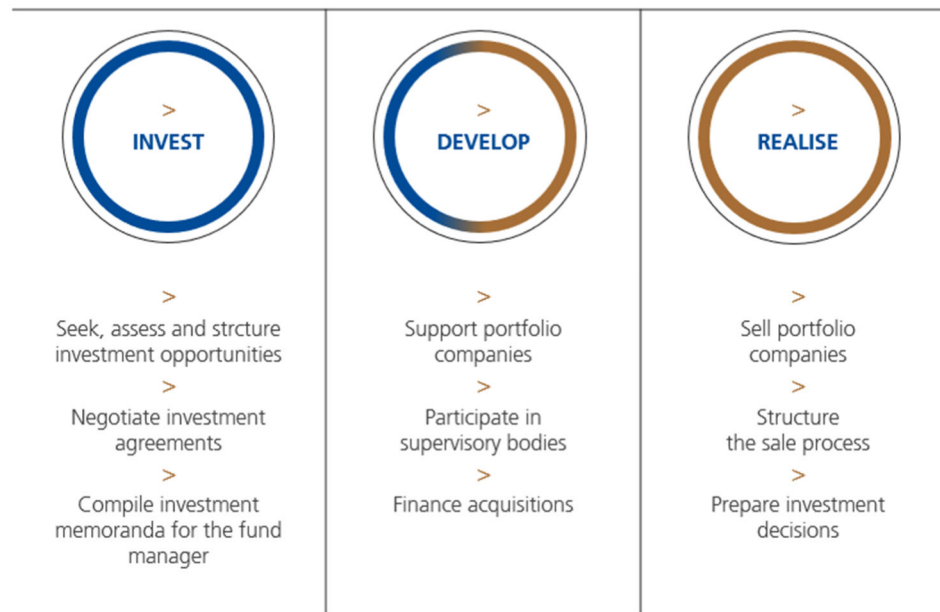 >
INVEST
>
Seek, assess and strcture
investment opportunities
>
Negotiate investment
agreements
>
Compile investment
memoranda for the fund
manager
>
DEVELOP
>
Support portfolio
companies
>
Participate in
supervisory bodies
>
Finance acquisitions
>
REALISE
>
Sell portfolio
companies
>
Structure
the sale process
>
Prepare investment
decisions